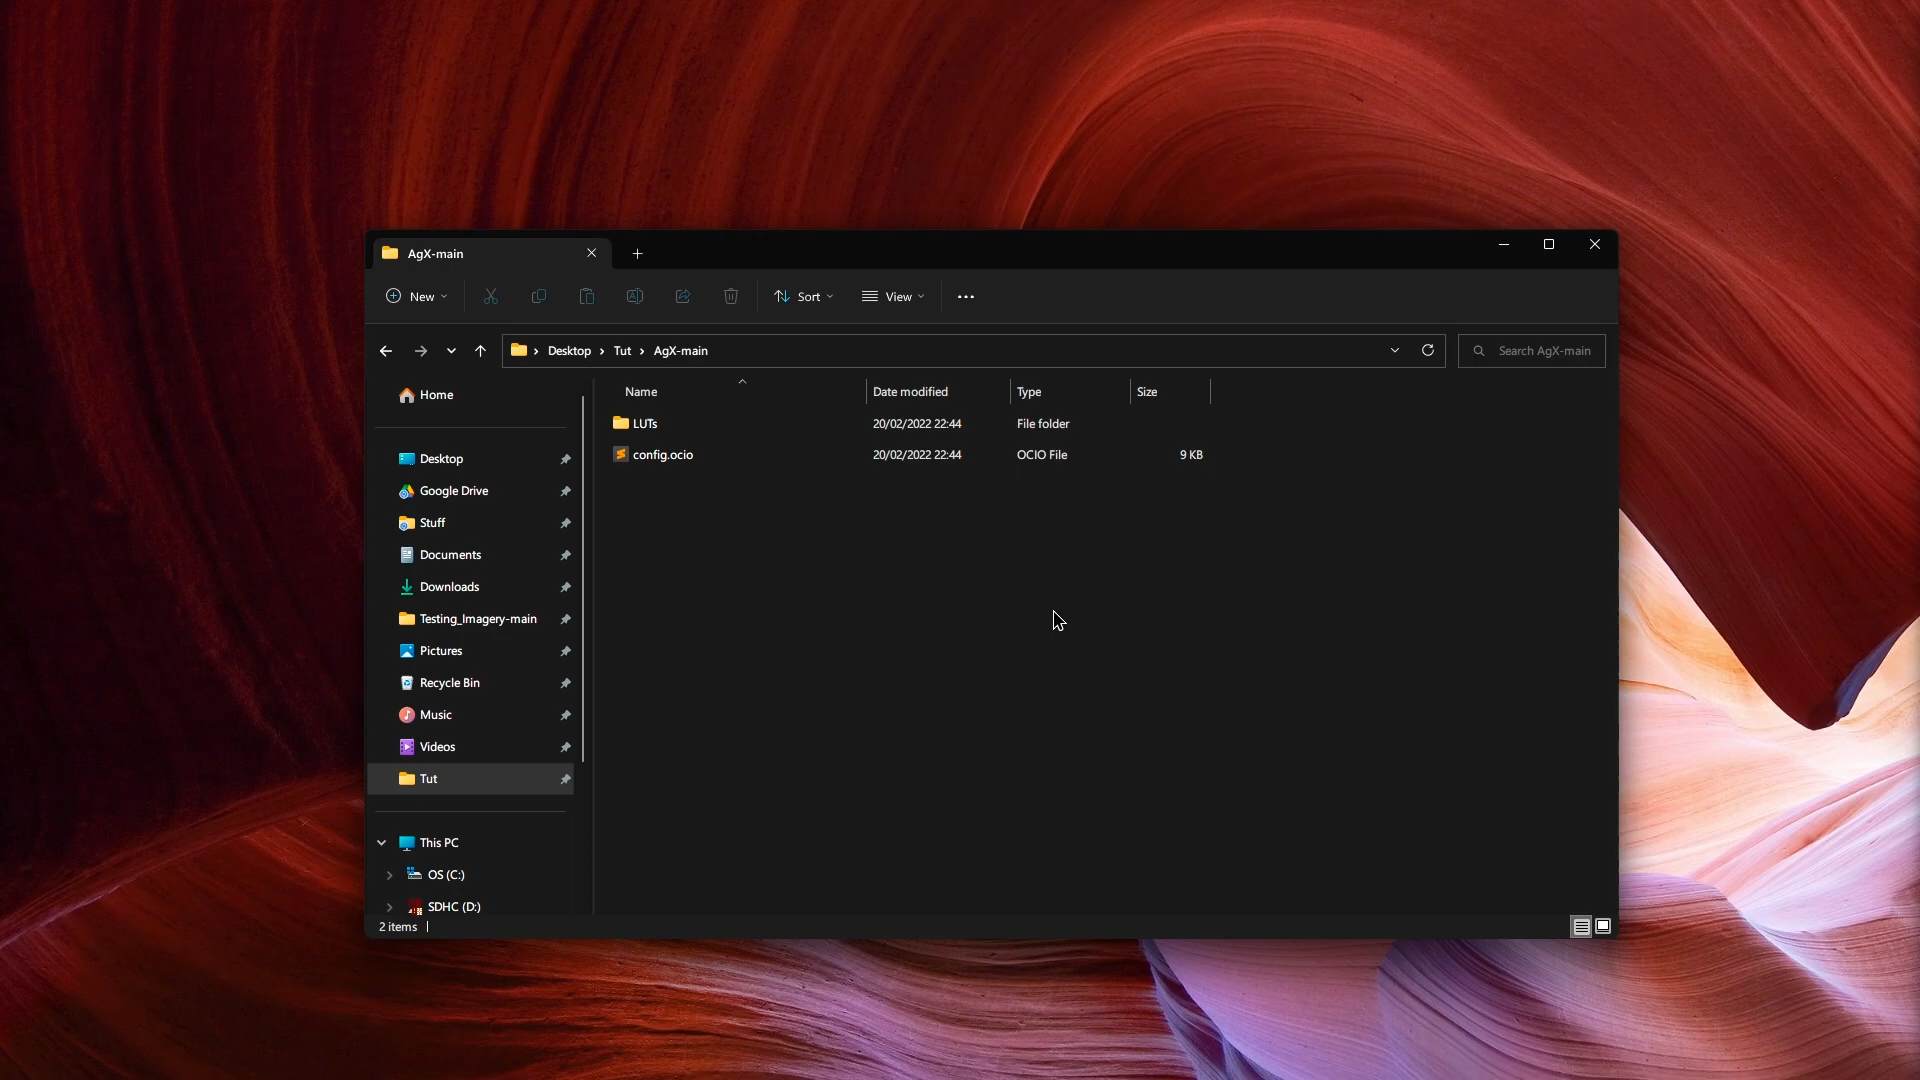 AgX-main
New
Sort
View
Desktop
Tut
AgX-main
Search AgX-main
Home
Desktop
Google Drive
Stuff
Documents
Downloads
Testing_Imagery-main
Pictures
Recycle Bin
Music
Videos
Tut
This PC
OS (C:)
SDHC (D:)
Name Date modified Type Size
LUTs 20/02/2022 22:44 File folder
config.ocio 20/02/2022 22:44 OCIO File 9 KB
2 items